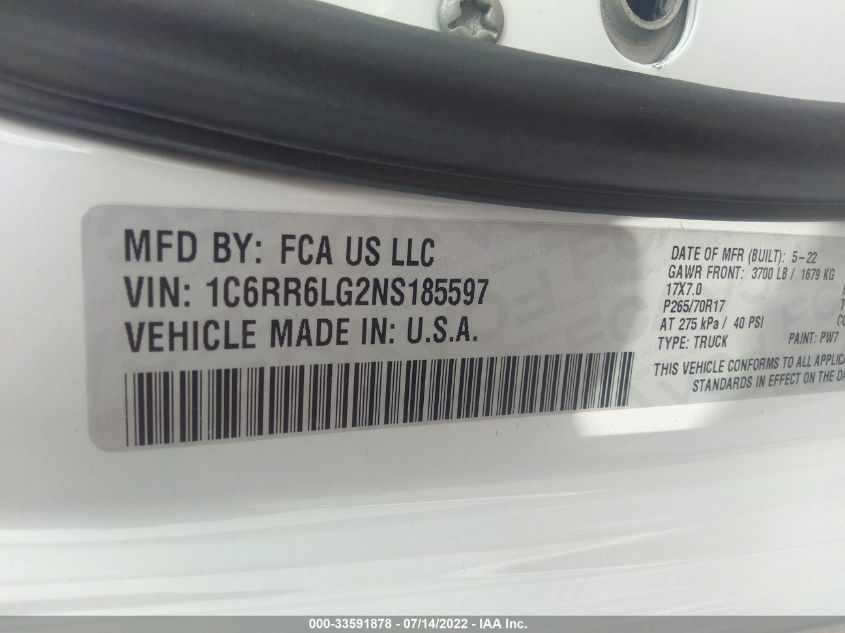 MFD BY: FCA US LLC
VIN: 1C6RR6LG2NS185597
VEHICLE MADE IN: U.S.A.
DATE OF MFR (BUILT): 5-22
GAWR FRONT: 3700 LB / 1679 KG
17X7.0
P265/70R17
AT 275 kPa / 40 PSI
TYPE: TRUCK
PAINT: PW7
THIS VEHICLE CONFORMS TO ALL
STANDARDS IN EFFECT ON THE
000-33591878 / 07/14/2022 - IAA Inc.